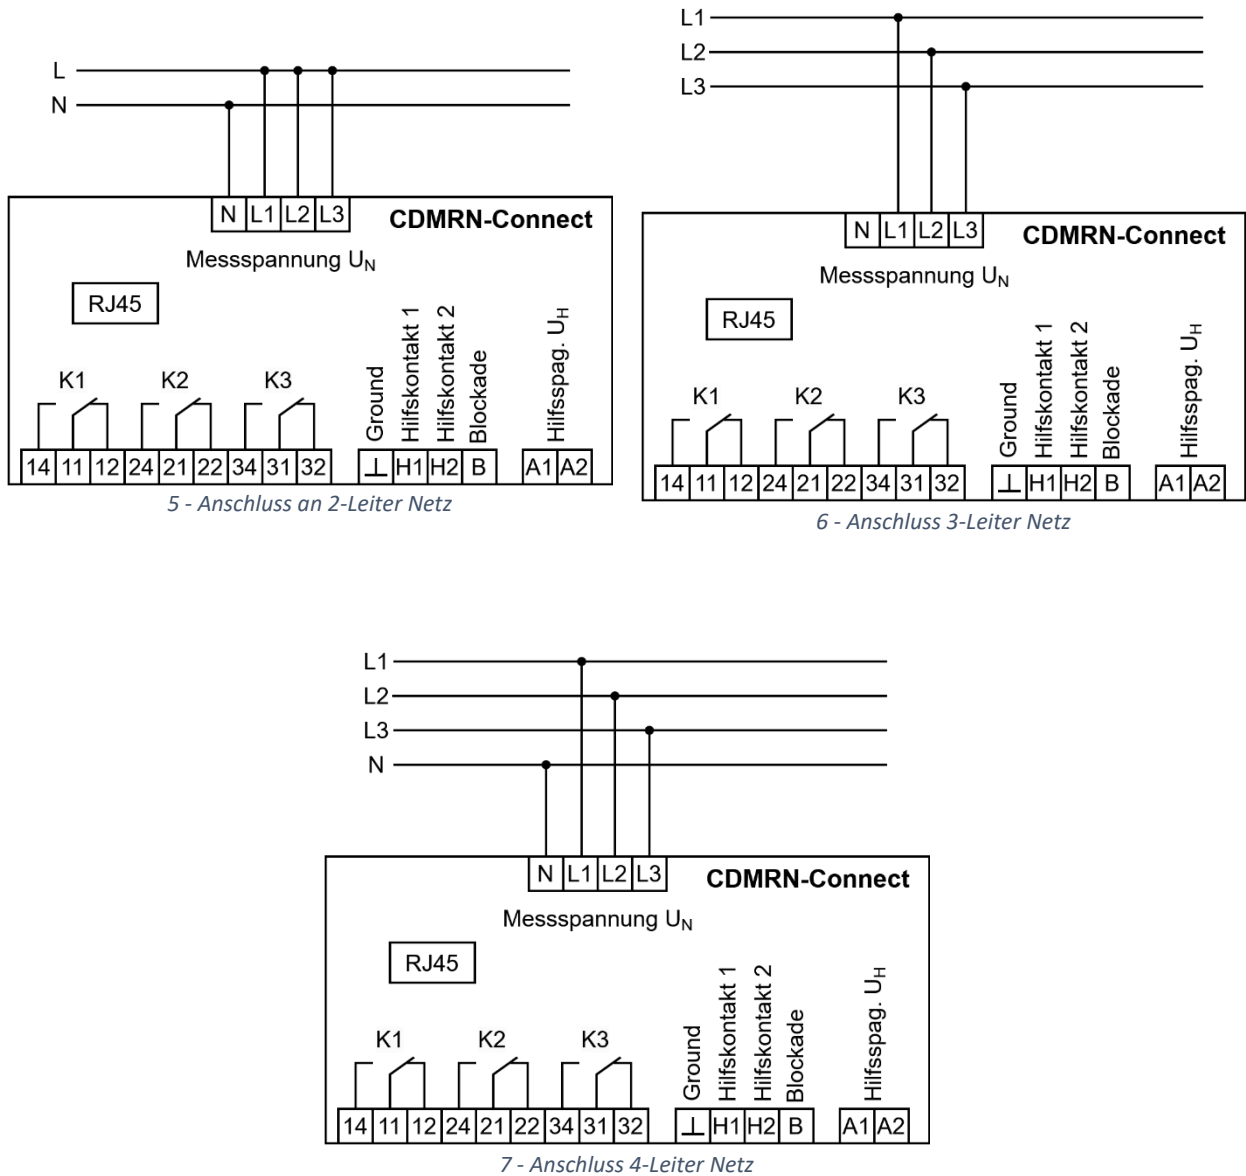 L
N
N L1 L2 L3
CDMRN-Connect
Messspannung UN
RJ45
K1 K2 K3
Ground
Hilfskontakt 1
Hilfskontakt 2
Blockade
Hilfsspag. UH
14 11 12 24 21 22 34 31 32 ⊥ H1 H2 B A1 A2
5 - Anschluss an 2-Leiter Netz
L1
L2
L3
N L1 L2 L3
CDMRN-Connect
Messspannung UN
RJ45
K1 K2 K3
Ground
Hilfskontakt 1
Hilfskontakt 2
Blockade
Hilfsspag. UH
14 11 12 24 21 22 34 31 32 ⊥ H1 H2 B A1 A2
6 - Anschluss 3-Leiter Netz
L1
L2
L3
N
N L1 L2 L3
CDMRN-Connect
Messspannung UN
RJ45
K1 K2 K3
Ground
Hilfskontakt 1
Hilfskontakt 2
Blockade
Hilfsspag. UH
14 11 12 24 21 22 34 31 32 ⊥ H1 H2 B A1 A2
7 - Anschluss 4-Leiter Netz